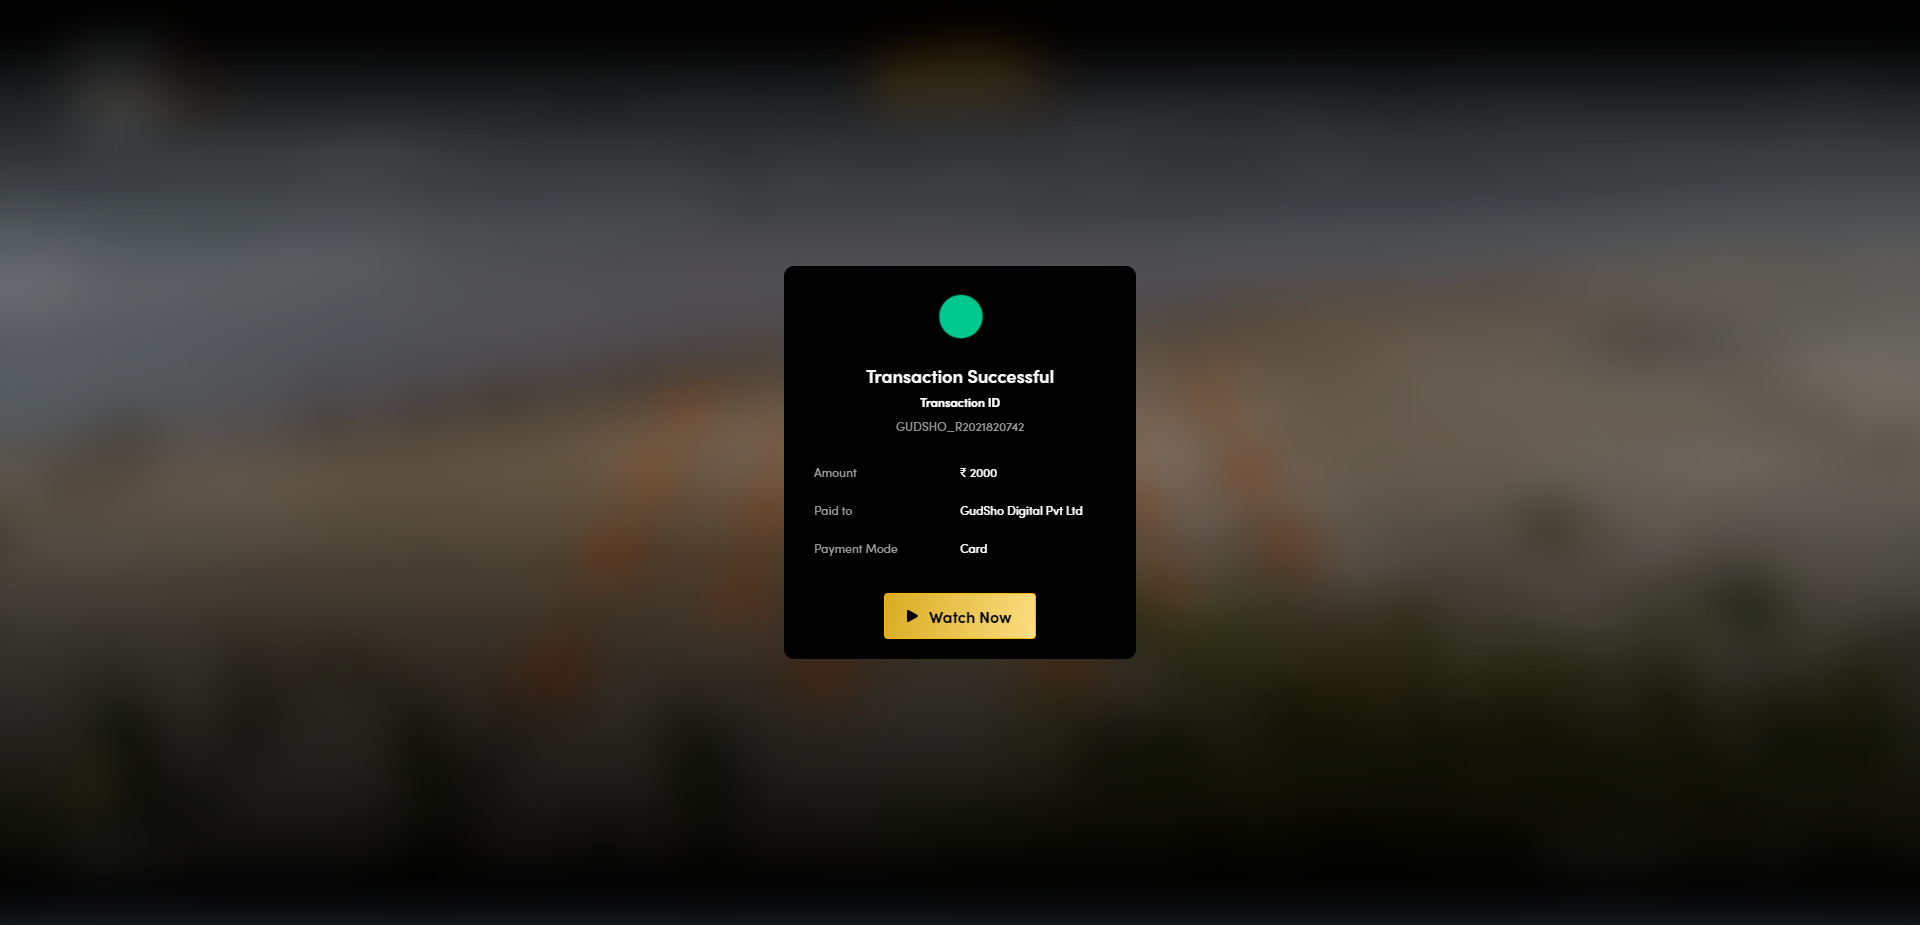 Transaction Successful
Transaction ID
GUDSHO_R2021820742
Amount ₹ 2000
Paid to GudSho Digital Pvt Ltd
Payment Mode Card
Watch Now